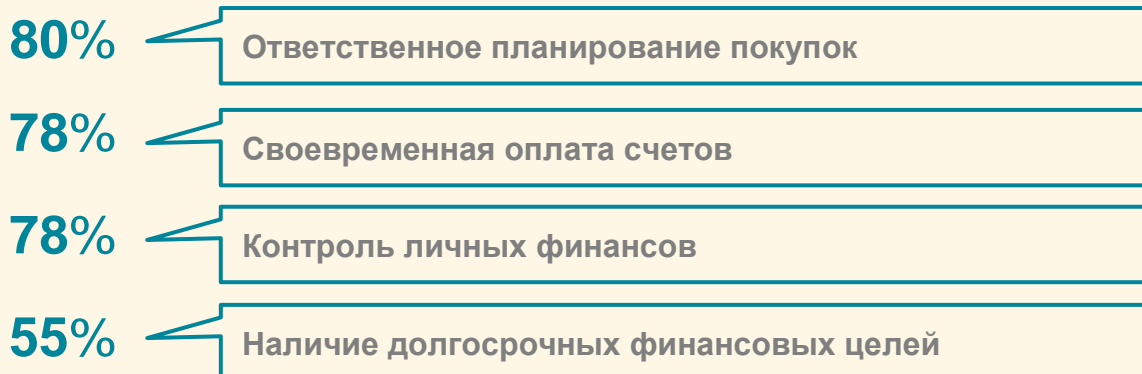 80% Ответственное планирование покупок
78% Своевременная оплата счетов
78% Контроль личных финансов
55% Наличие долгосрочных финансовых целей